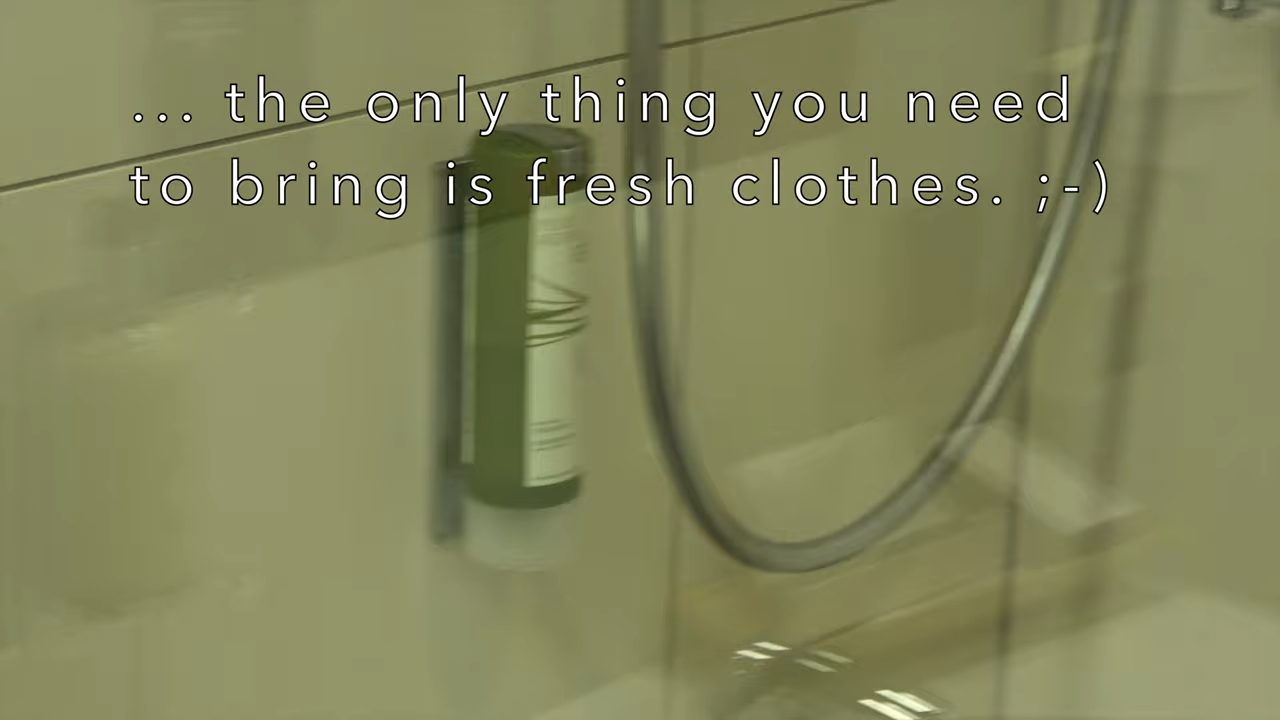 ... the only thing you need
to bring is fresh clothes. ;-)